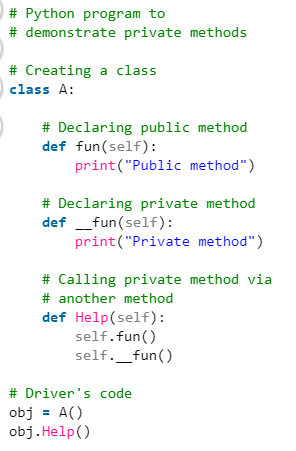 # Python program to
# demonstrate private methods
# Creating a class
class A:
    # Declaring public method
    def fun(self):
        print("Public method")
    # Declaring private method
    def __fun(self):
        print("Private method")
    # Calling private method via
    # another method
    def Help(self):
        self.fun()
        self.__fun()
# Driver's code
obj = A()
obj.Help()